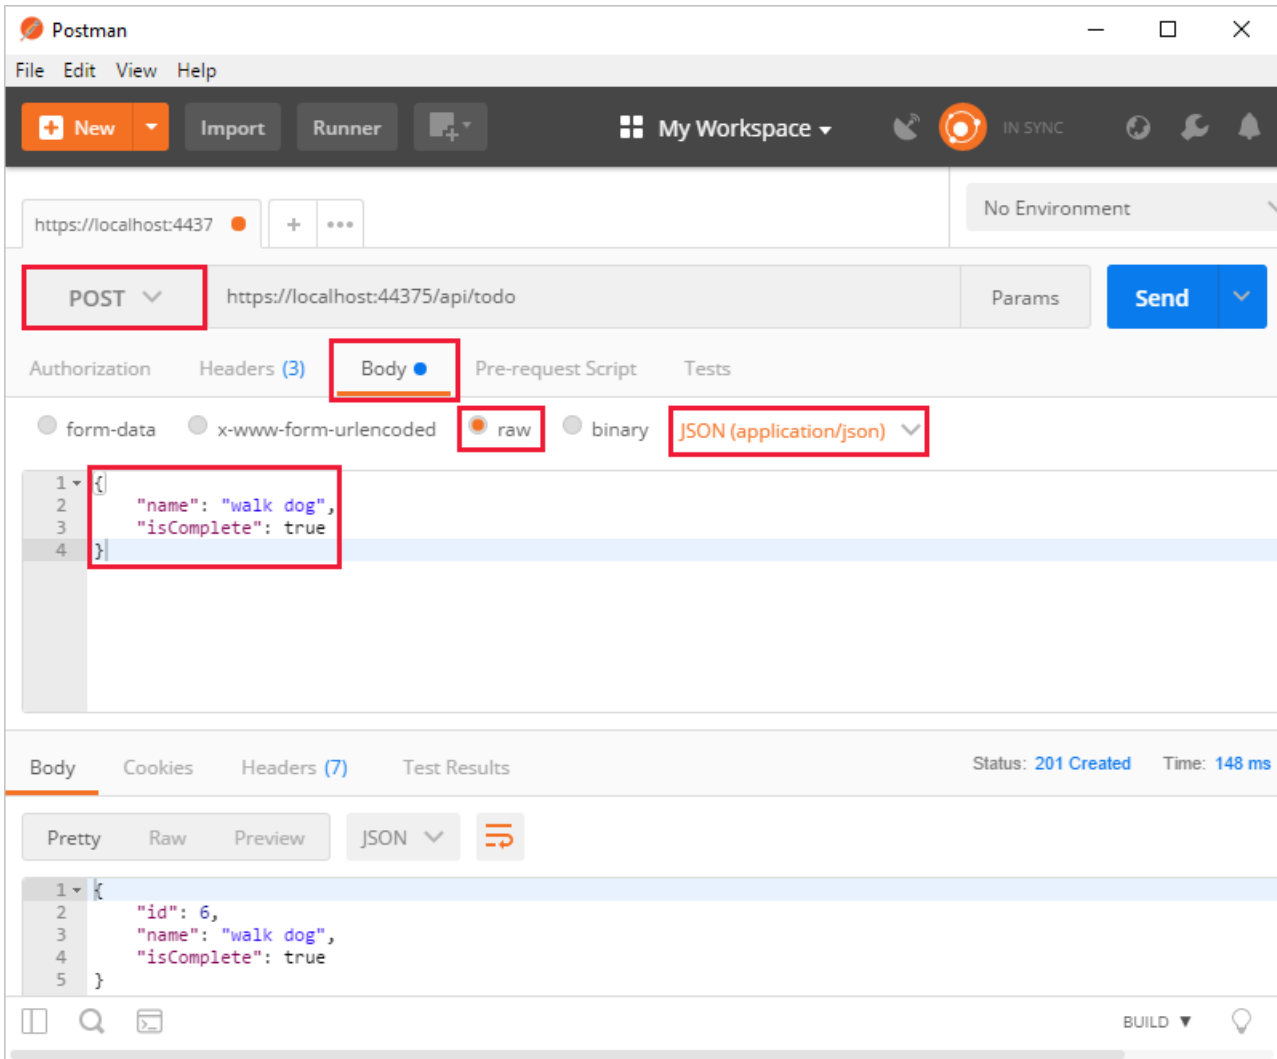 Postman
File Edit View Help
New Import Runner My Workspace IN SYNC
https://localhost:4437 + ••• No Environment
POST https://localhost:44375/api/todo Params Send
Authorization Headers (3) Body Pre-request Script Tests
form-data x-www-form-urlencoded raw binary JSON (application/json)
1 {
2 "name": "walk dog",
3 "isComplete": true
4 }
Body Cookies Headers (7) Test Results Status: 201 Created Time: 148 ms
Pretty Raw Preview JSON
1 {
2 "id": 6,
3 "name": "walk dog",
4 "isComplete": true
5 }
BUILD ▼